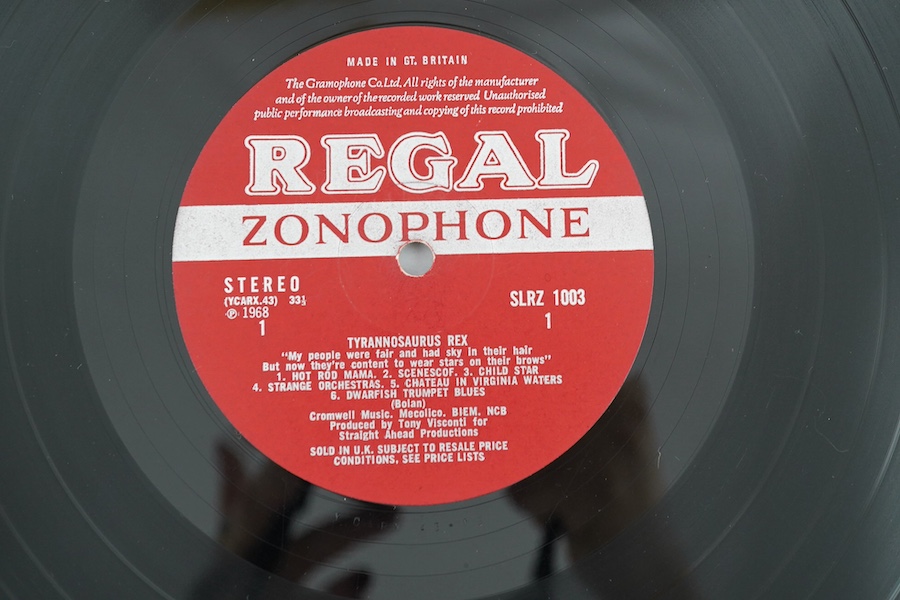 MADE IN GT. BRITAIN
The Gramophone Co.Ltd. All rights of the manufacturer
and of the owner of the recorded work reserved Unauthorised
public performance broadcasting and copying of this record prohibited
REGAL
ZONOPHONE
STEREO
(YCARX.43) 33⅓
℗ 1968
1
SLRZ 1003
1
TYRANNOSAURUS REX
"My people were fair and had sky in their hair
But now they're content to wear stars on their brows"
1. HOT ROD MAMA. 2. SCENESCOF. 3. CHILD STAR
4. STRANGE ORCHESTRAS. 5. CHATEAU IN VIRGINIA WATERS
6. DWARFISH TRUMPET BLUES
(Bolan)
Cromwell Music. Mecolico. BIEM. NCB
Produced by Tony Visconti for
Straight Ahead Productions
SOLD IN U.K. SUBJECT TO RESALE PRICE
CONDITIONS, SEE PRICE LISTS